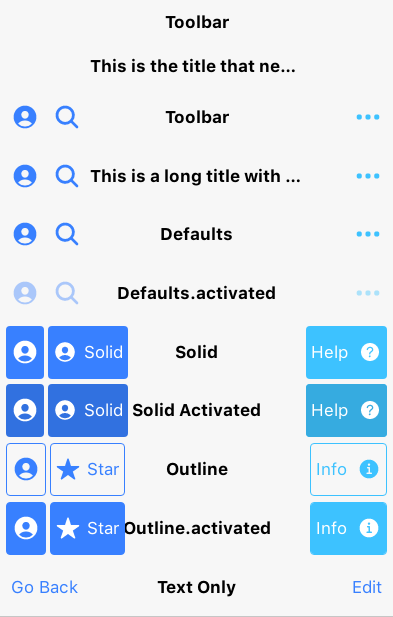 Toolbar
This is the title that ne...
Toolbar
This is a long title with ...
Defaults
Defaults.activated
Solid Solid Help
Solid Solid Activated Help
Star Outline Info
Star Outline.activated Info
Go Back Text Only Edit